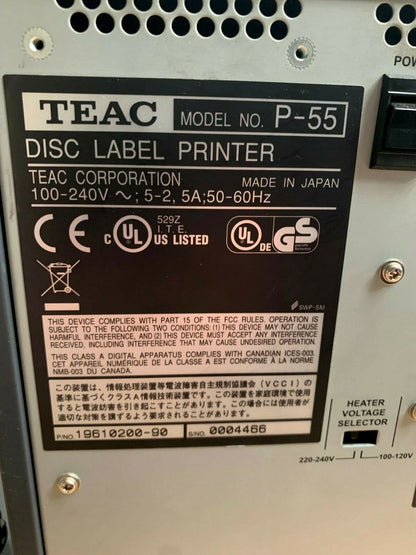 POW
TEAC MODEL NO. P-55
DISC LABEL PRINTER
TEAC CORPORATION MADE IN JAPAN
100-240V ～; 5-2, 5A;50-60Hz
CE c UL US LISTED 529Z I.T.E. UL DE GS
SWP-SM
THIS DEVICE COMPLIES WITH PART 15 OF THE FCC RULES. OPERATION IS
SUBJECT TO THE FOLLOWING TWO CONDITIONS: (1) THIS DEVICE MAY NOT CAUSE
HARMFUL INTERFERENCE, AND (2) THIS DEVICE MUST ACCEPT ANY INTERFERENCE
RECEIVED, INCLUDING INTERFERENCE THAT MAY CAUSE UNDESIRED OPERATION.
THIS CLASS A DIGITAL APPARATUS COMPLIES WITH CANADIAN ICES-003.
CET APPAREIL NUMÉRIQUE DE LA CLASSE A EST CONFORME À LA NORME
NMB-003 DU CANADA.
この装置は、情報処理装置等電波障害自主規制協議会（ＶＣＣＩ）の
基準に基づくクラスＡ情報技術装置です。この装置を家庭環境で使用
すると電波妨害を引き起こすことがあります。この場合には使用者が
適切な対策を講ずるよう要求されることがあります。
P/NO. 19610200-90 S/NO. 0004466
HEATER
VOLTAGE
SELECTOR
220-240V 100-120V